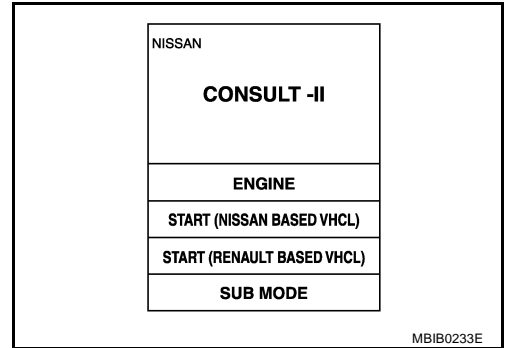 NISSAN
CONSULT -II
ENGINE
START (NISSAN BASED VHCL)
START (RENAULT BASED VHCL)
SUB MODE
MBIB0233E